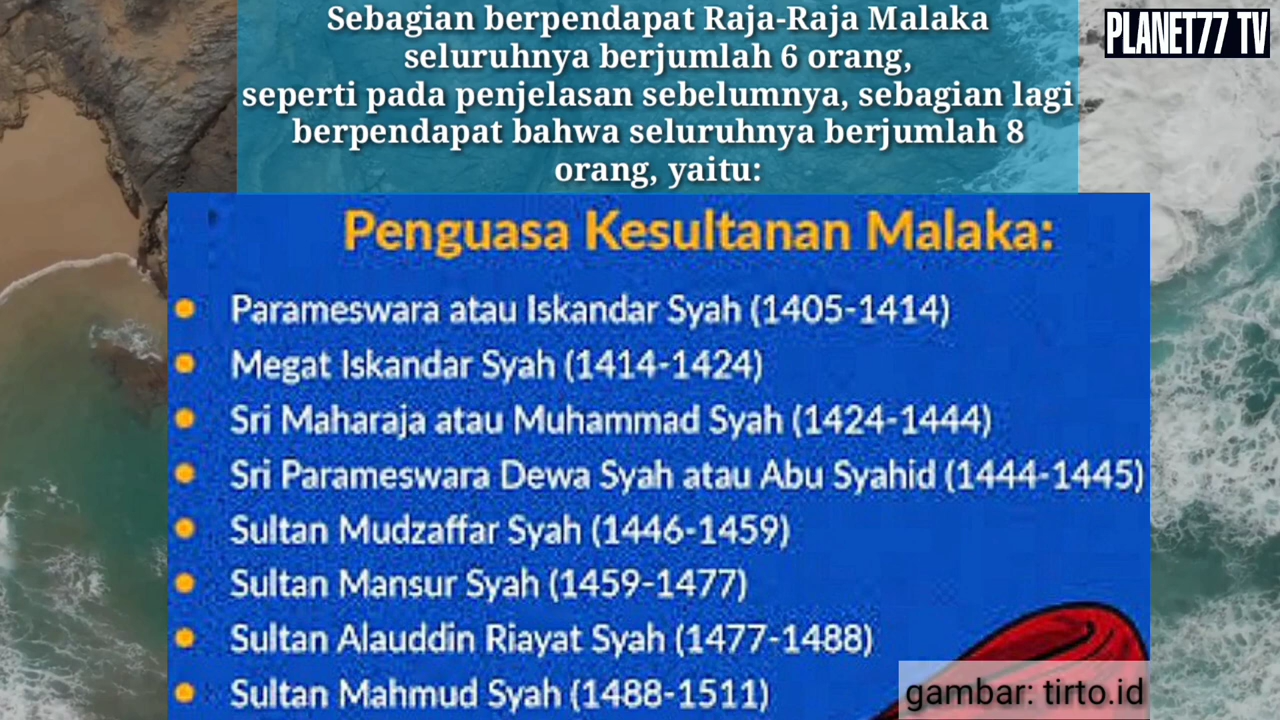 Sebagian berpendapat Raja-Raja Malaka
seluruhnya berjumlah 6 orang,
seperti pada penjelasan sebelumnya, sebagian lagi
berpendapat bahwa seluruhnya berjumlah 8
orang, yaitu:
PLANET77 TV
Penguasa Kesultanan Malaka:
Parameswara atau Iskandar Syah (1405-1414)
Megat Iskandar Syah (1414-1424)
Sri Maharaja atau Muhammad Syah (1424-1444)
Sri Parameswara Dewa Syah atau Abu Syahid (1444-1445)
Sultan Mudzaffar Syah (1446-1459)
Sultan Mansur Syah (1459-1477)
Sultan Alauddin Riayat Syah (1477-1488)
Sultan Mahmud Syah (1488-1511)
gambar: tirto.id